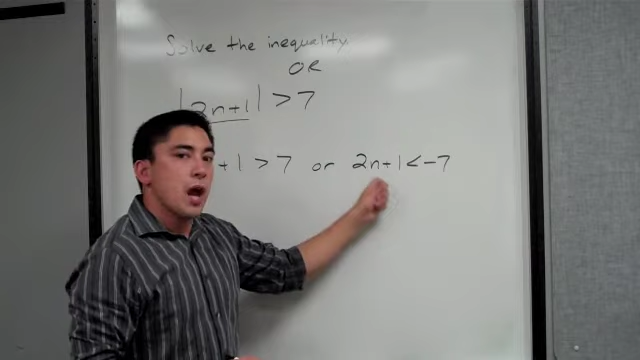 Solve the inequality.
OR
|2n+1| > 7
+1 > 7 or 2n+1<-7